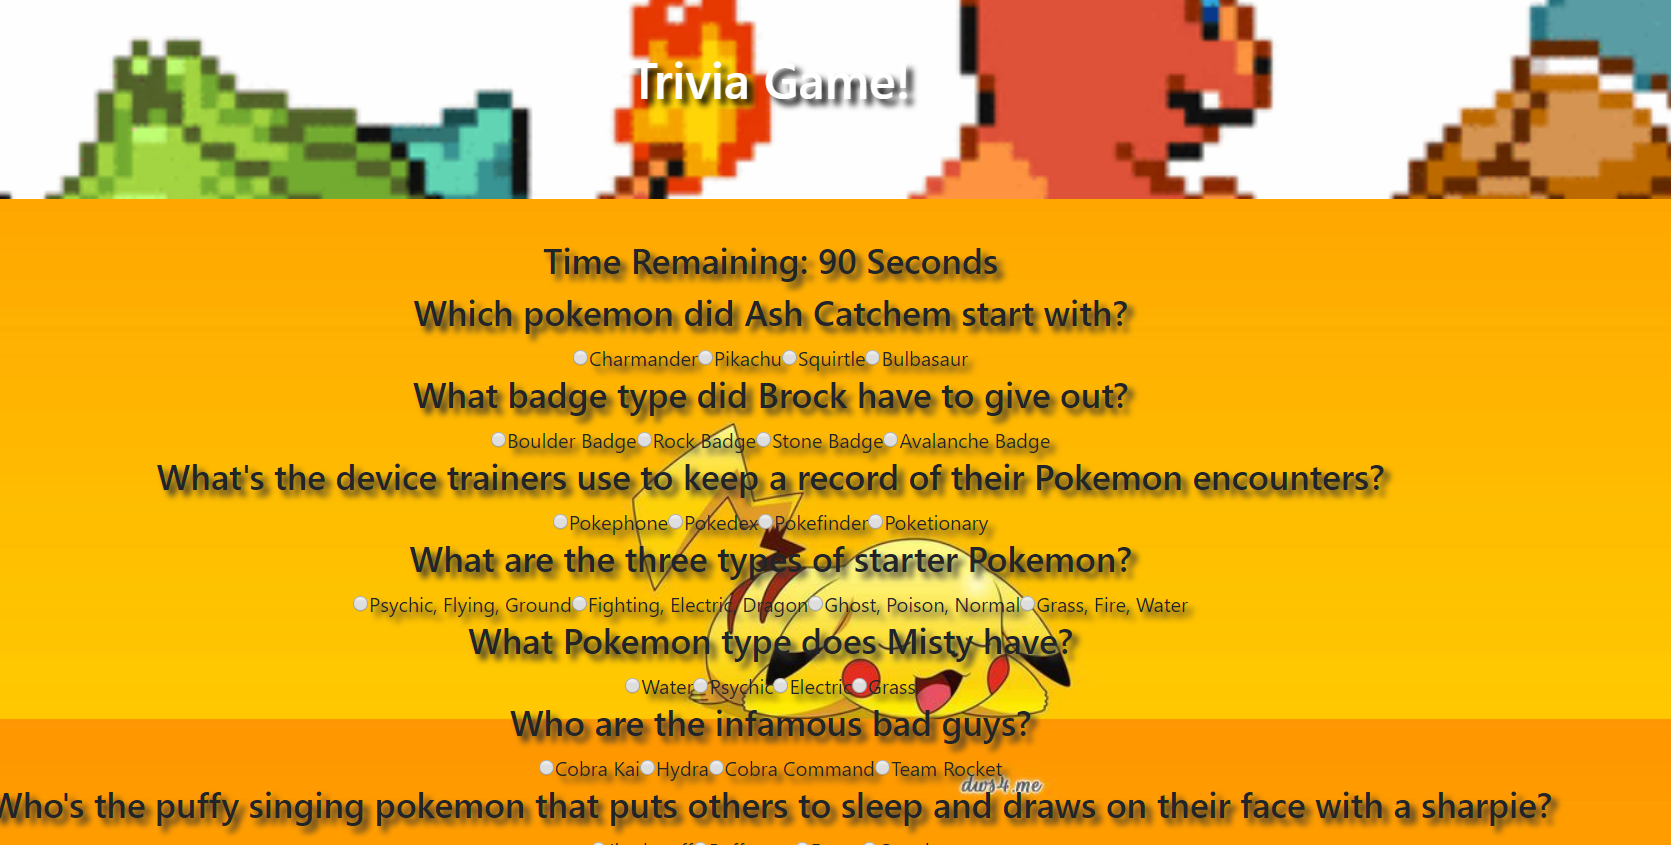 Trivia Game!
Time Remaining: 90 Seconds
Which pokemon did Ash Catchem start with?
Charmander Pikachu Squirtle Bulbasaur
What badge type did Brock have to give out?
Boulder Badge Rock Badge Stone Badge Avalanche Badge
What's the device trainers use to keep a record of their Pokemon encounters?
Pokephone Pokedex Pokefinder Poketionary
What are the three types of starter Pokemon?
Psychic, Flying, Ground Fighting, Electric, Dragon Ghost, Poison, Normal Grass, Fire, Water
What Pokemon type does Misty have?
Water Psychic Electric Grass
Who are the infamous bad guys?
Cobra Kai Hydra Cobra Command Team Rocket
dws4.me
Who's the puffy singing pokemon that puts others to sleep and draws on their face with a sharpie?